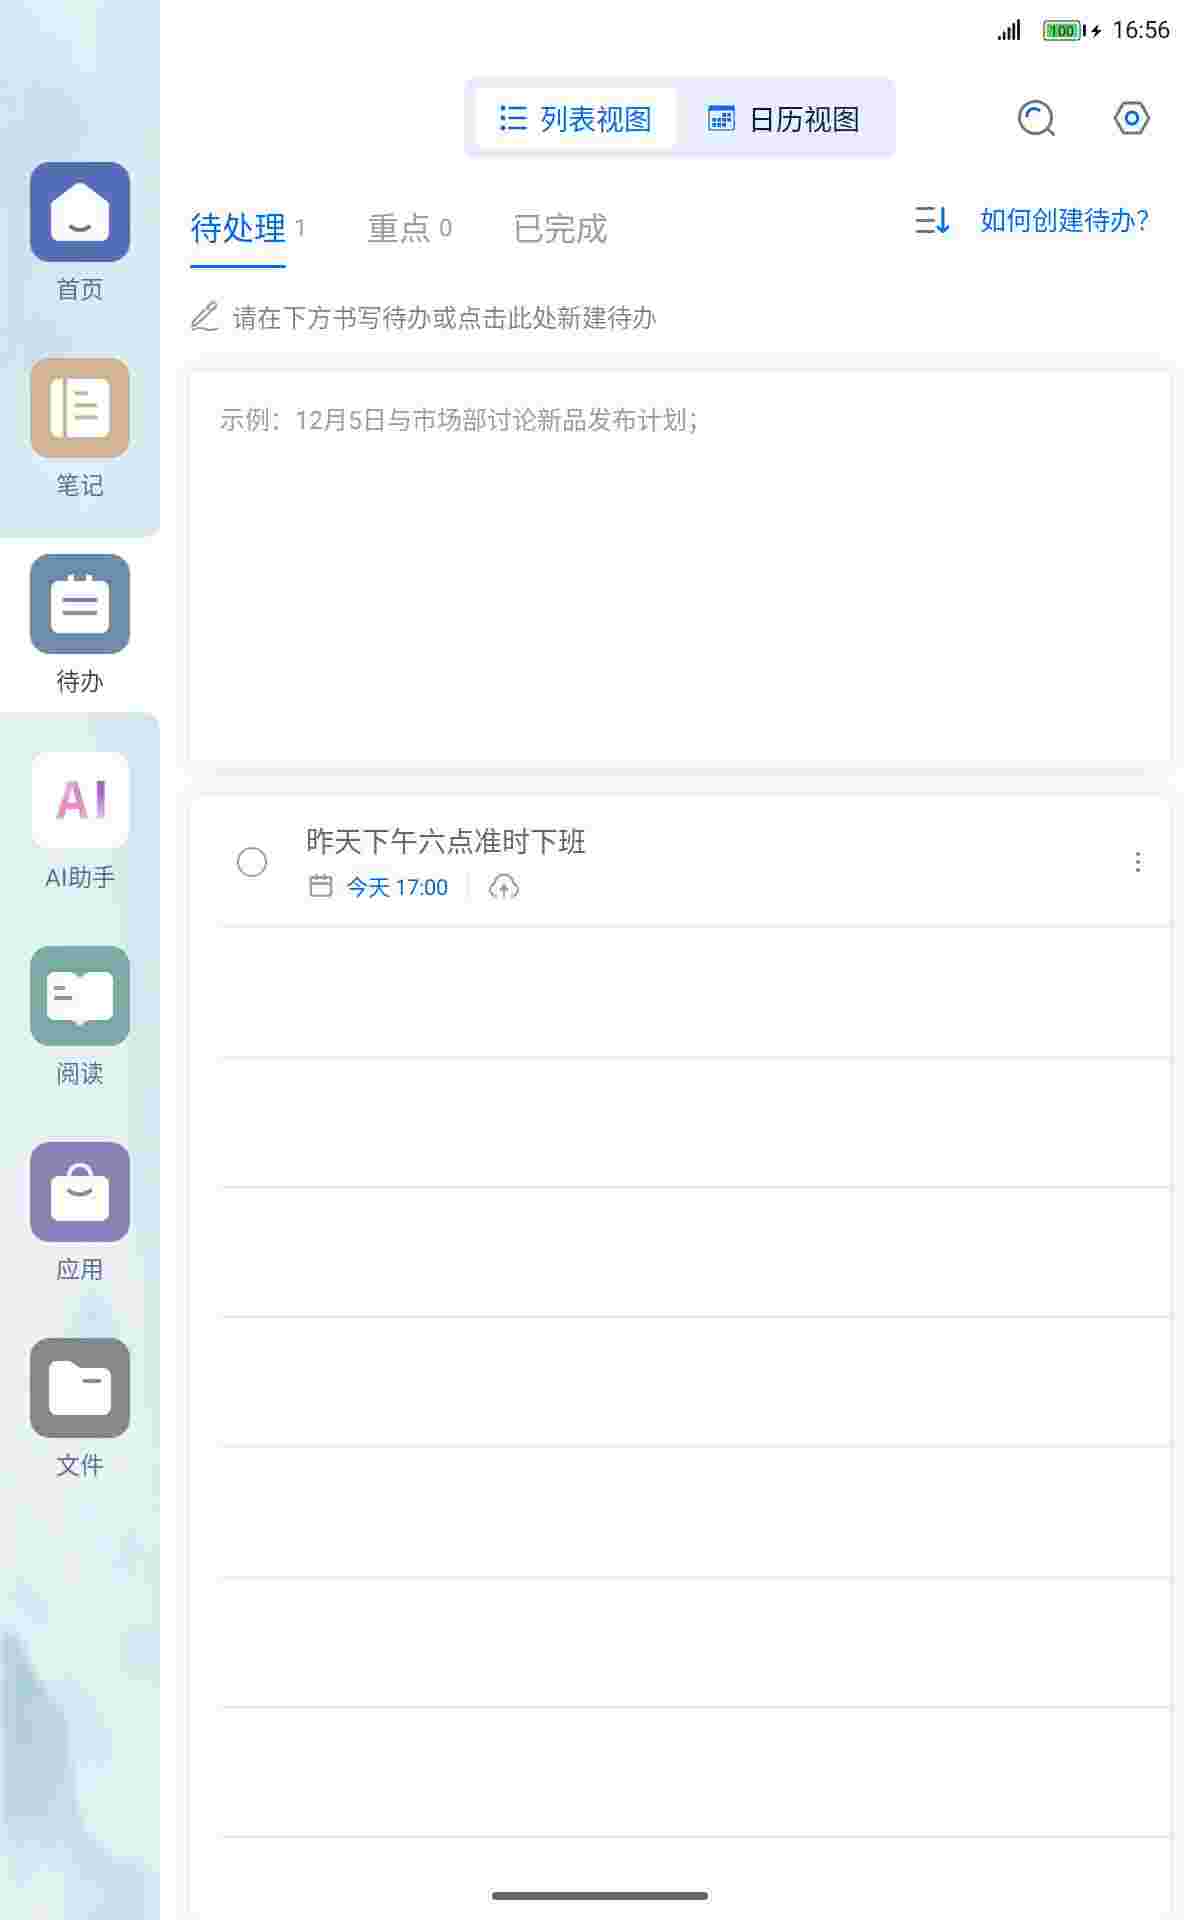 100 16:56
列表视图 日历视图
待处理 1 重点 0 已完成 如何创建待办？
请在下方书写待办或点击此处新建待办
示例：12月5日与市场部讨论新品发布计划；
昨天下午六点准时下班
今天 17:00
首页
笔记
待办
AI
AI助手
阅读
应用
文件